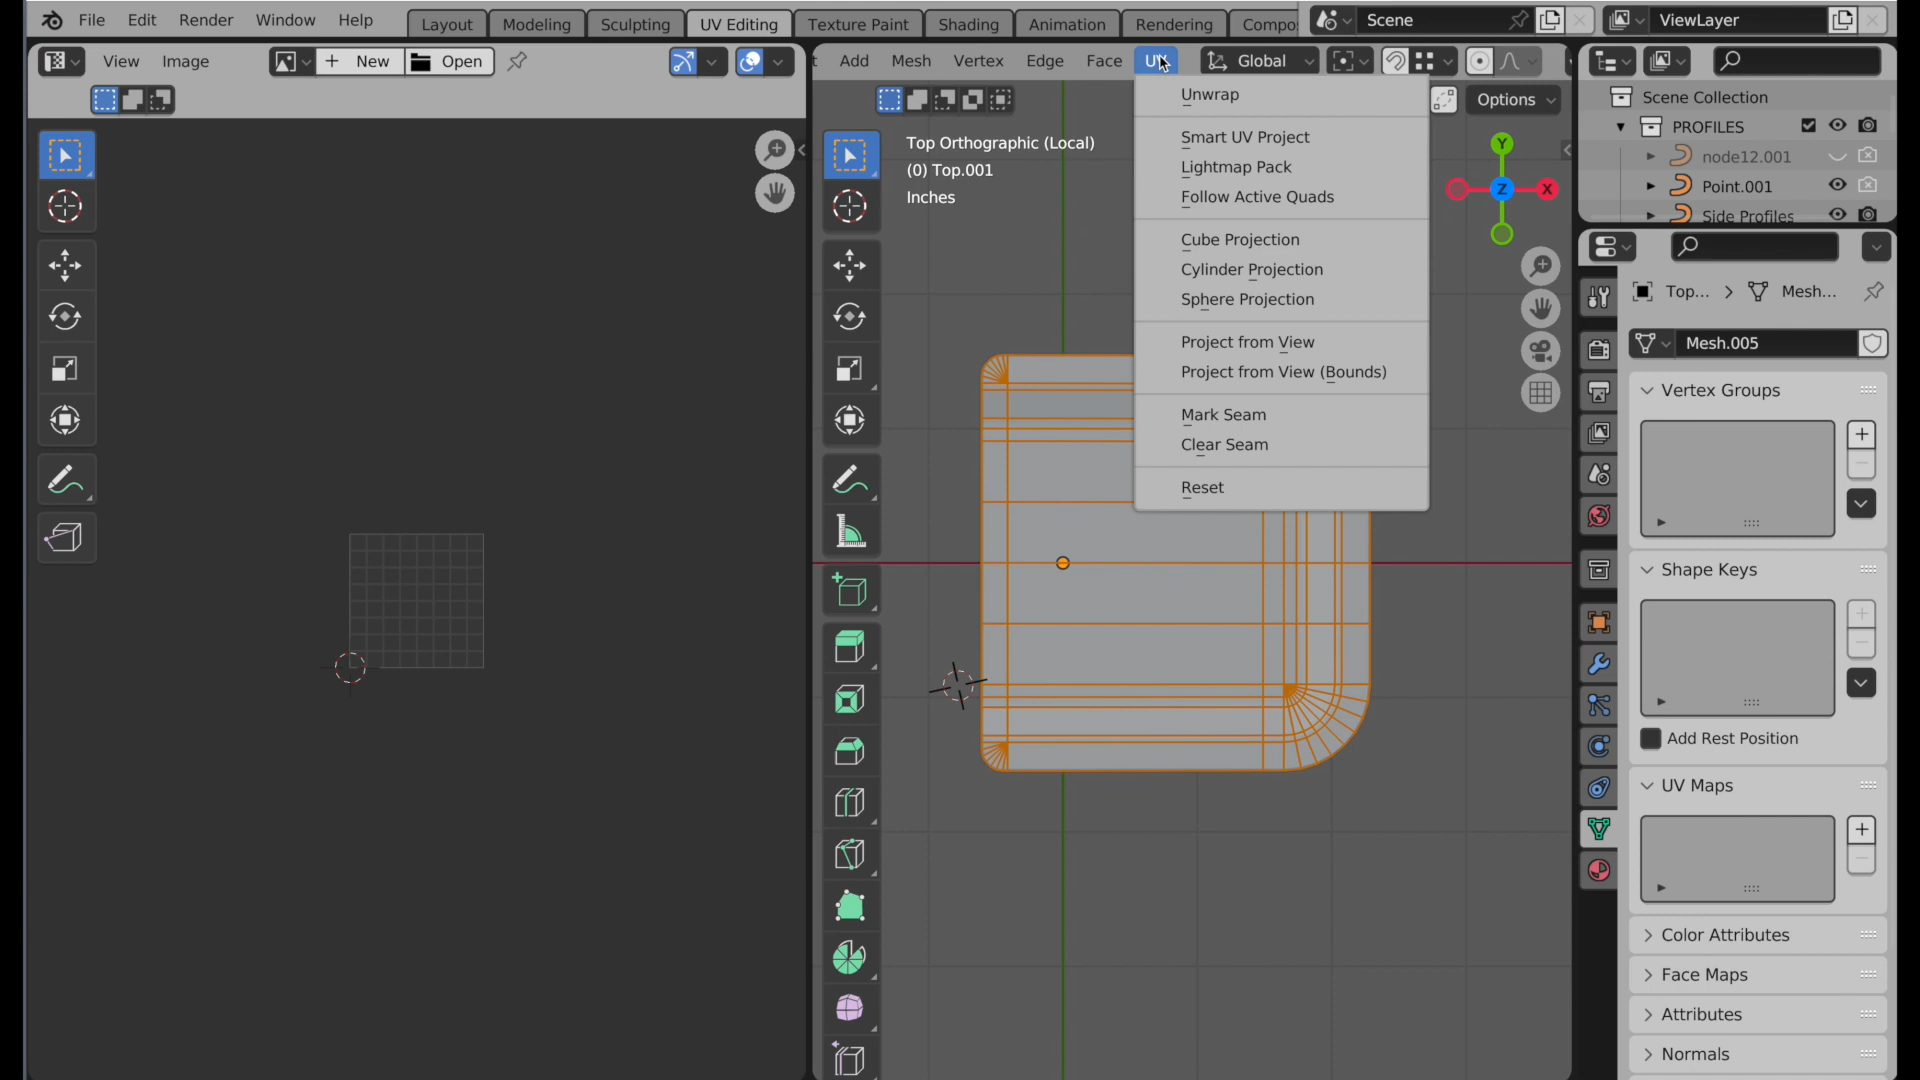 File Edit Render Window Help Layout Modeling Sculpting UV Editing Texture Paint Shading Animation Rendering Scene ViewLayer
View Image New Open
Add Mesh Vertex Edge Face Global
Options
Top Orthographic (Local)
(0) Top.001
Inches
Unwrap
Smart UV Project
Lightmap Pack
Follow Active Quads
Cube Projection
Cylinder Projection
Sphere Projection
Project from View
Project from View (Bounds)
Mark Seam
Clear Seam
Reset
Y
Z
X
Scene Collection
PROFILES
node12.001
Point.001
Side Profiles
Top... Mesh...
Mesh.005
Vertex Groups
Shape Keys
Add Rest Position
UV Maps
Color Attributes
Face Maps
Attributes
Normals